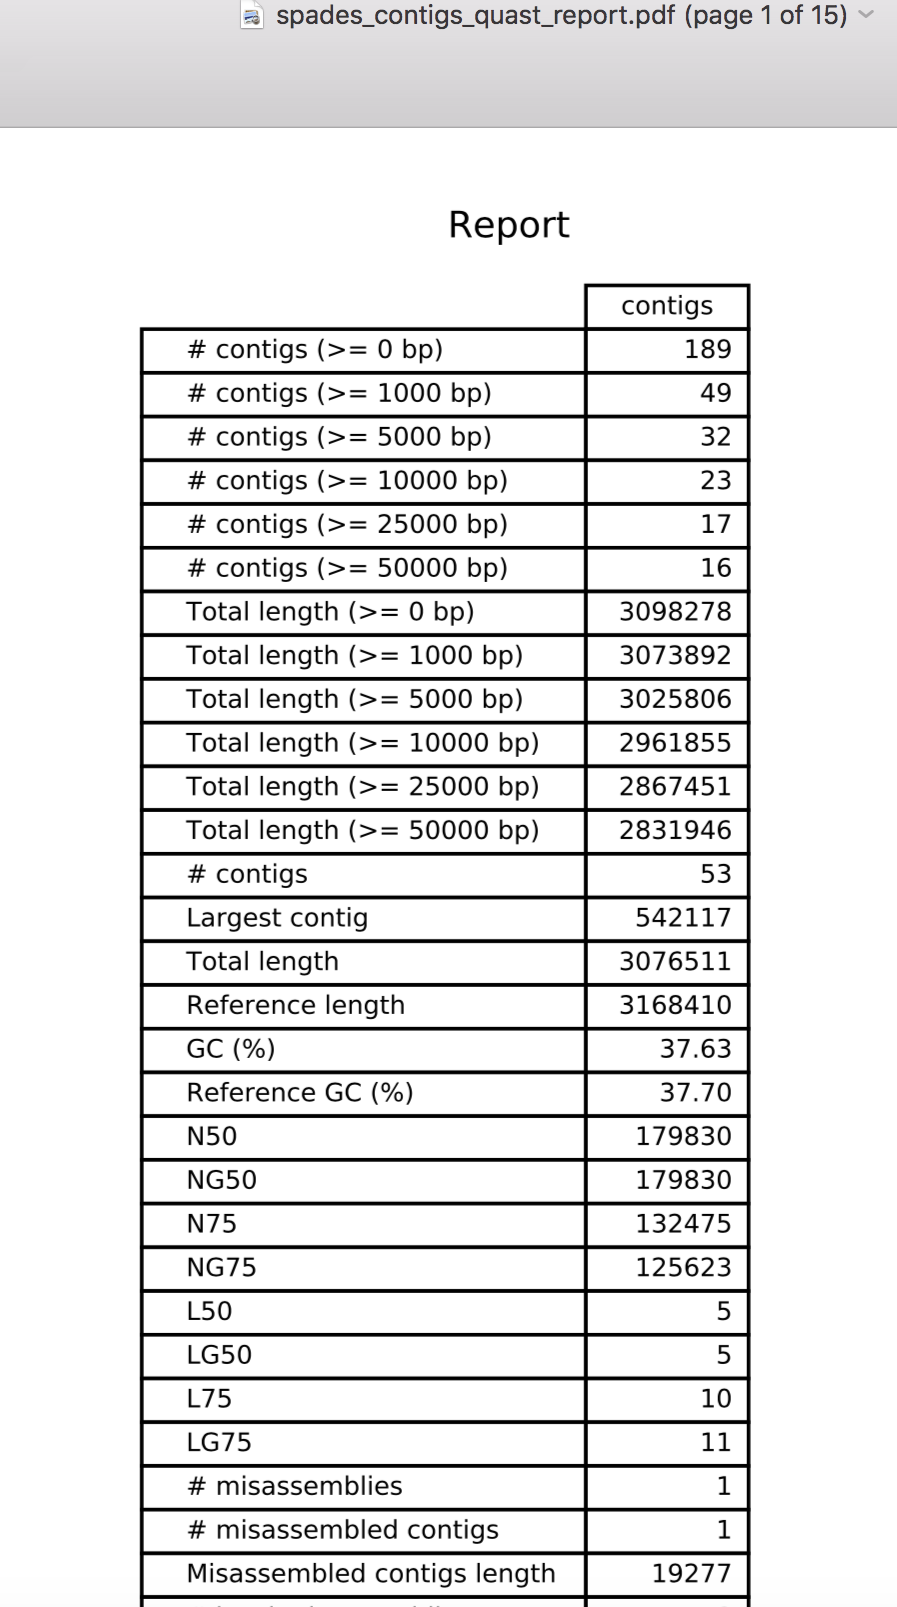 spades_contigs_quast_report.pdf (page 1 of 15)
Report
contigs
# contigs (>= 0 bp) 189
# contigs (>= 1000 bp) 49
# contigs (>= 5000 bp) 32
# contigs (>= 10000 bp) 23
# contigs (>= 25000 bp) 17
# contigs (>= 50000 bp) 16
Total length (>= 0 bp) 3098278
Total length (>= 1000 bp) 3073892
Total length (>= 5000 bp) 3025806
Total length (>= 10000 bp) 2961855
Total length (>= 25000 bp) 2867451
Total length (>= 50000 bp) 2831946
# contigs 53
Largest contig 542117
Total length 3076511
Reference length 3168410
GC (%) 37.63
Reference GC (%) 37.70
N50 179830
NG50 179830
N75 132475
NG75 125623
L50 5
LG50 5
L75 10
LG75 11
# misassemblies 1
# misassembled contigs 1
Misassembled contigs length 19277